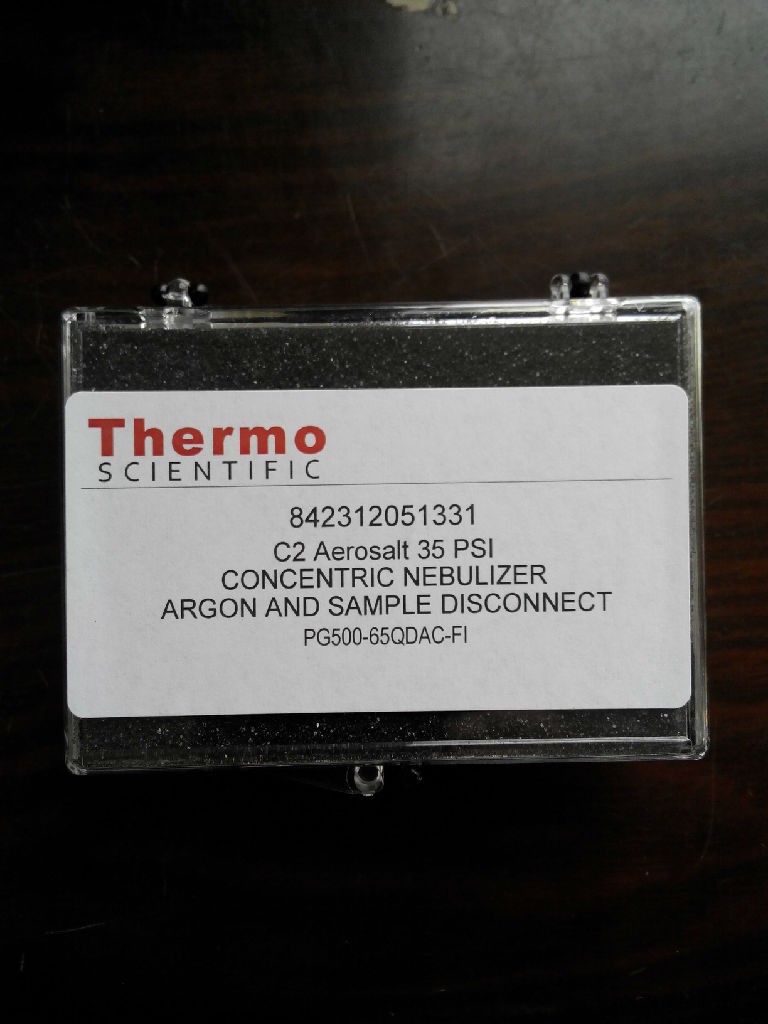 Thermo
SCIENTIFIC
842312051331
C2 Aerosalt 35 PSI
CONCENTRIC NEBULIZER
ARGON AND SAMPLE DISCONNECT
PG500-65QDAC-FI